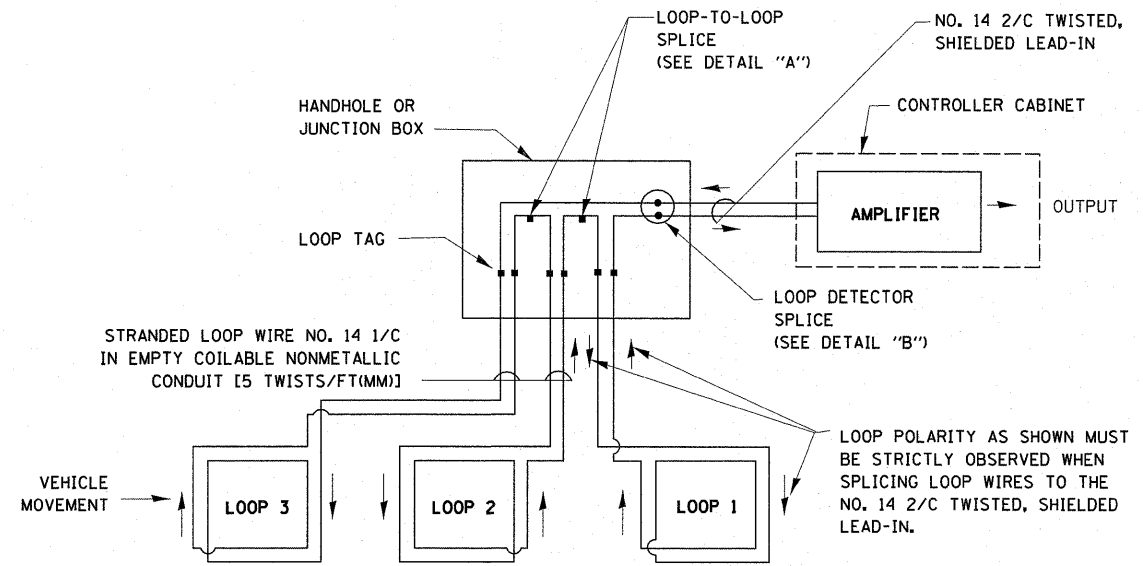 LOOP-TO-LOOP
SPLICE
(SEE DETAIL "A")
NO. 14 2/C TWISTED,
SHIELDED LEAD-IN
HANDHOLE OR
JUNCTION BOX
CONTROLLER CABINET
AMPLIFIER
OUTPUT
LOOP TAG
LOOP DETECTOR
SPLICE
(SEE DETAIL "B")
STRANDED LOOP WIRE NO. 14 1/C
IN EMPTY COILABLE NONMETALLIC
CONDUIT [5 TWISTS/FT(MM)]
LOOP POLARITY AS SHOWN MUST
BE STRICTLY OBSERVED WHEN
SPLICING LOOP WIRES TO THE
NO. 14 2/C TWISTED, SHIELDED
LEAD-IN.
VEHICLE
MOVEMENT
LOOP 3
LOOP 2
LOOP 1